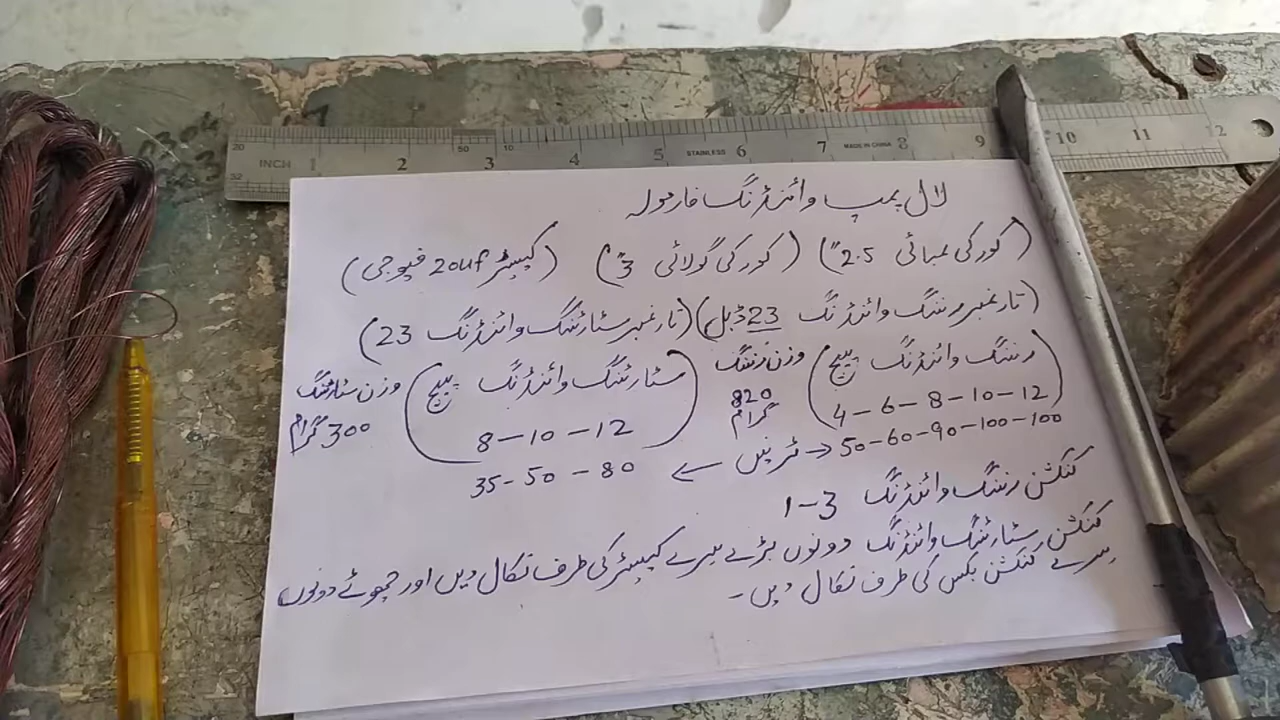 20 50 10
INCH 1 2 3 4 5 STAINLESS 6 7 MADE IN CHINA 8 9 10 11 12
32
لال پمپ وائنڈنگ فارمولہ
(کور کی لمبائی 2.5") (کور کی گولائی 3") (کپیسٹر 20uf فیوجی)
(تار نمبر رننگ وائنڈنگ 23 ڈبل) (تار نمبر سٹارٹنگ وائنڈنگ 23)
(رننگ وائنڈنگ پیچ
4-6-8-10-12)
50-60-90-100-100
وزن رننگ
820
گرام
(سٹارٹنگ وائنڈنگ پیچ
8-10-12)
35-50-80
← ٹرنس →
وزن سٹارٹنگ
300 گرام
کنکشن رننگ وائنڈنگ 3-1
کنکشن سٹارٹنگ وائنڈنگ دونوں بڑے سرے کپیسٹر کی طرف نکال دیں اور چھوٹے دونوں
سرے کنکشن بکس کی طرف نکال دیں۔